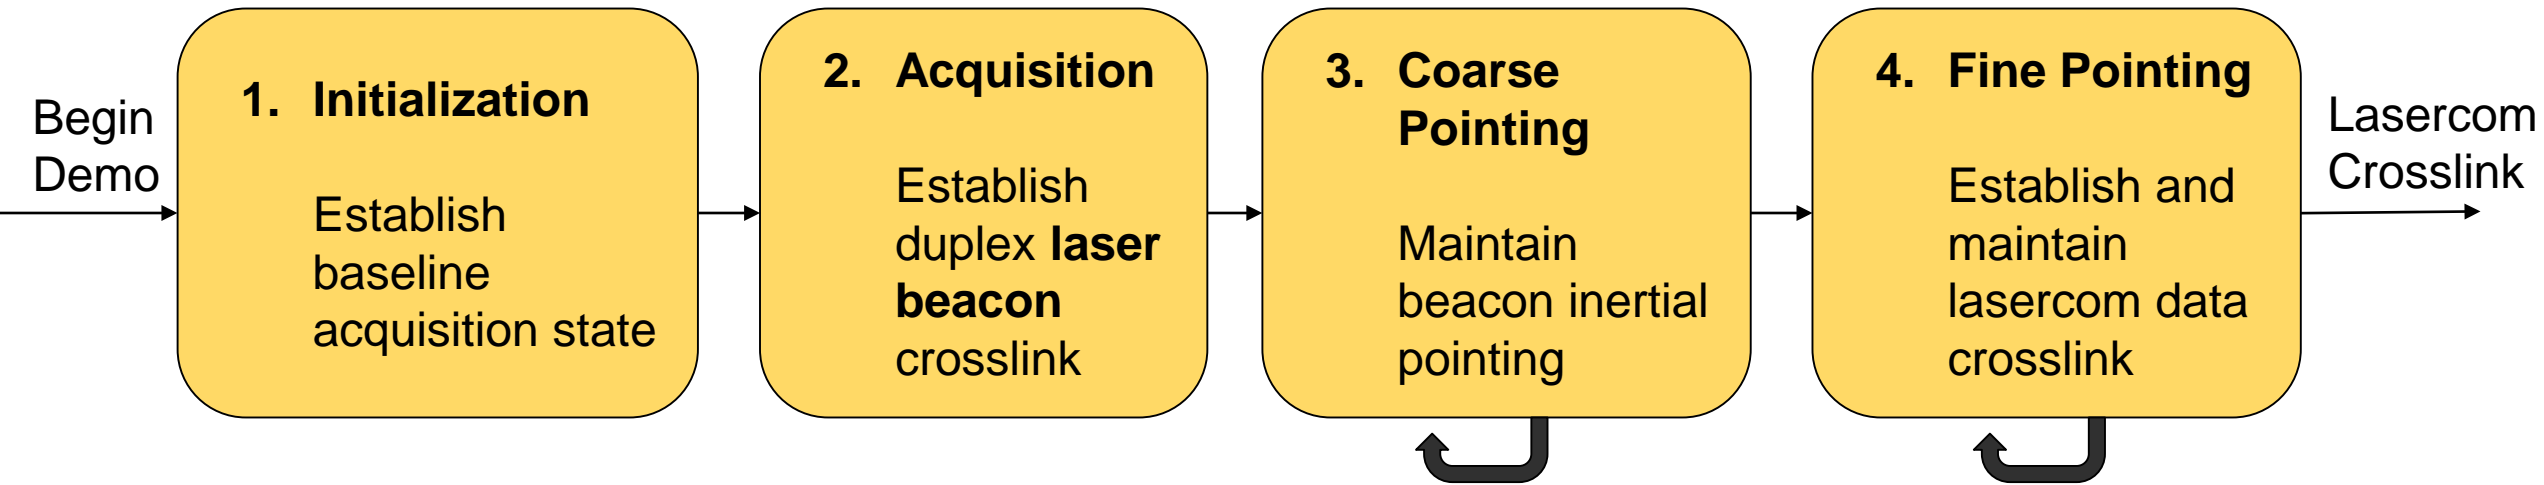 Begin
Demo
1. Initialization
Establish
baseline
acquisition state
2. Acquisition
Establish
duplex laser
beacon
crosslink
3. Coarse
Pointing
Maintain
beacon inertial
pointing
4. Fine Pointing
Establish and
maintain
lasercom data
crosslink
Lasercom
Crosslink